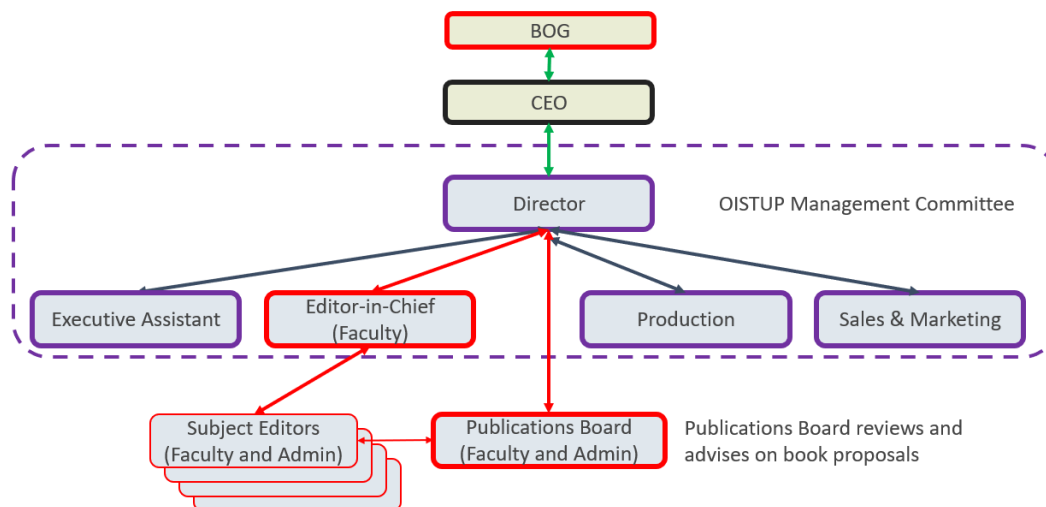 BOG
CEO
Director
OISTUP Management Committee
Executive Assistant
Editor-in-Chief
(Faculty)
Production
Sales & Marketing
Subject Editors
(Faculty and Admin)
Publications Board
(Faculty and Admin)
Publications Board reviews and
advises on book proposals